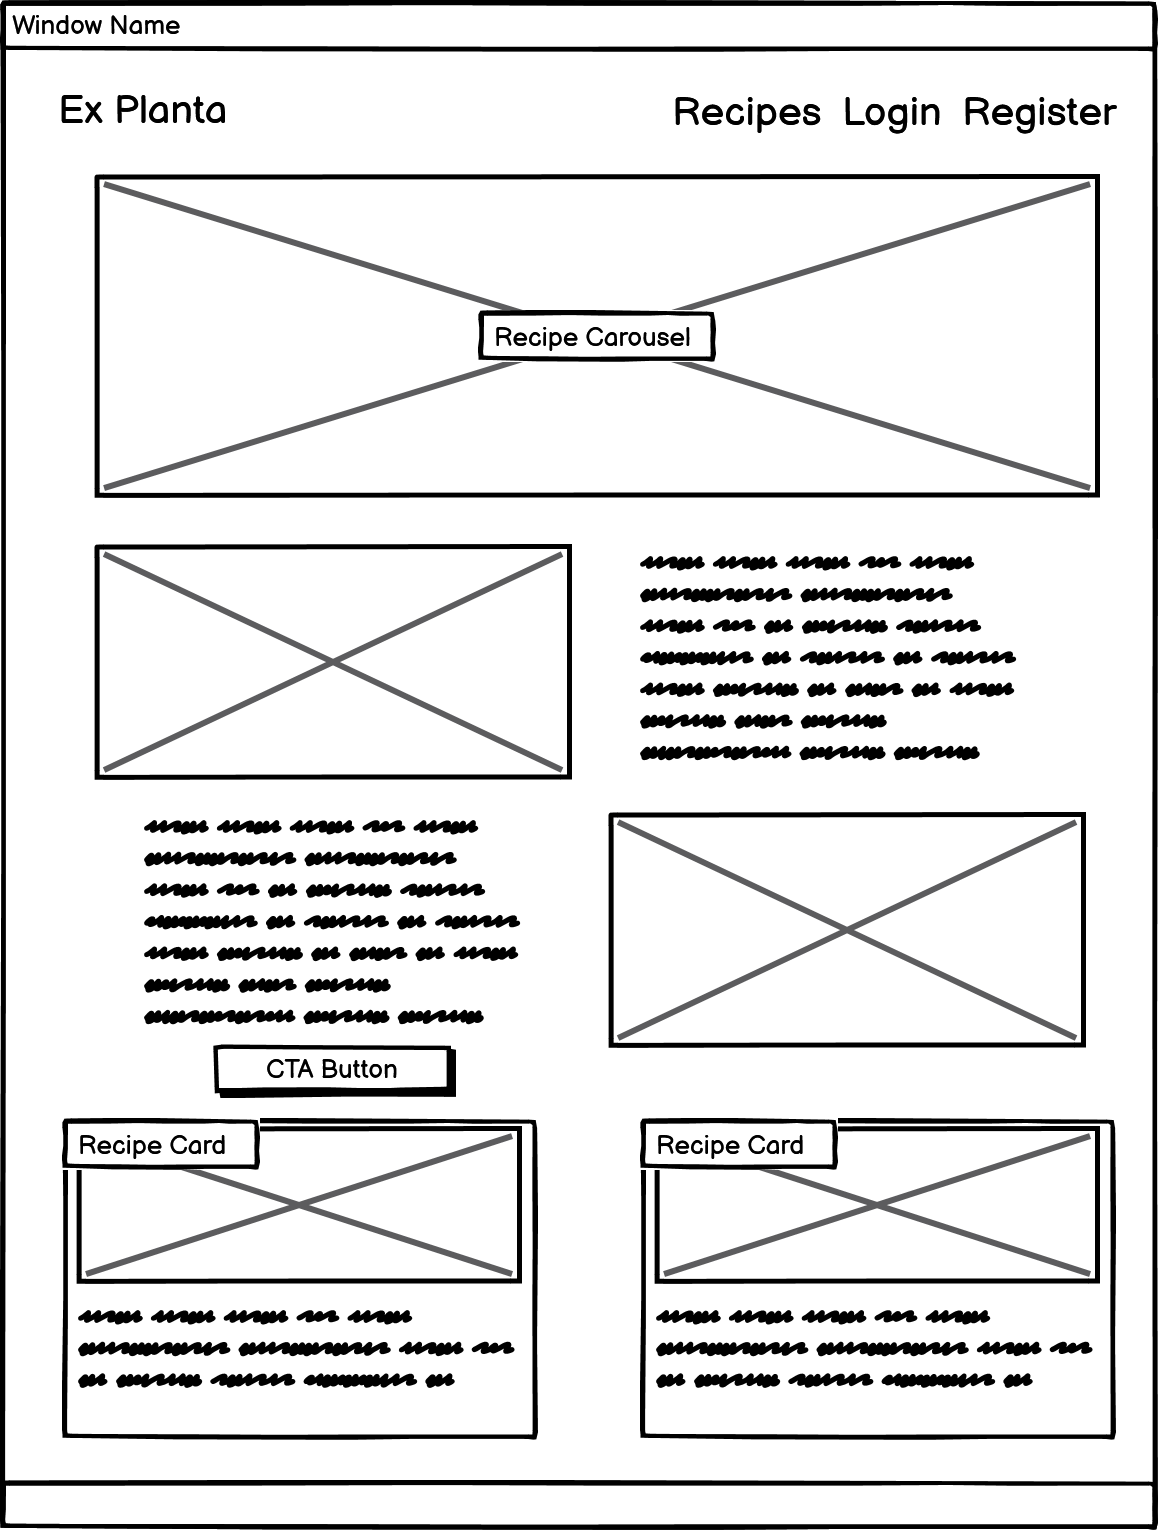 Window Name
Ex Planta
Recipes Login Register
Recipe Carousel
CTA Button
Recipe Card
Recipe Card